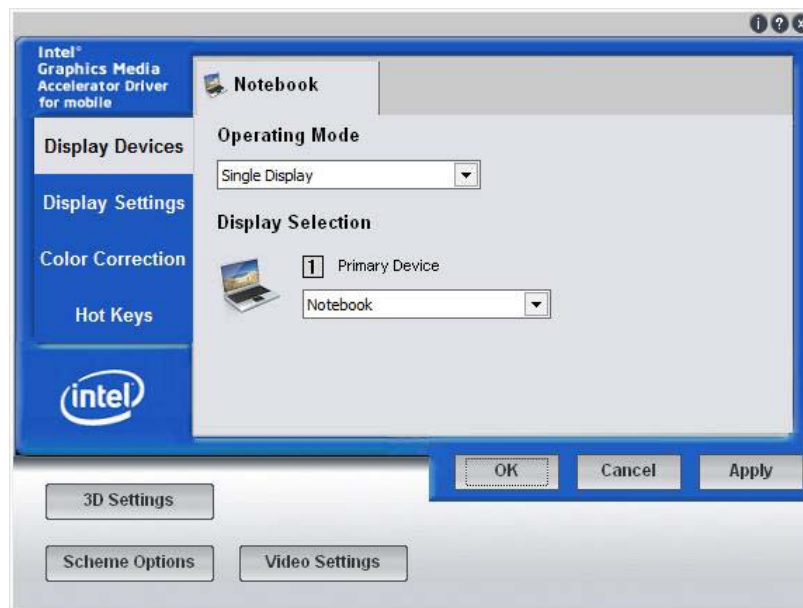 Intel®
Graphics Media
Accelerator Driver
for mobile
Notebook
Display Devices
Display Settings
Color Correction
Hot Keys
Operating Mode
Single Display
Display Selection
1 Primary Device
Notebook
intel
OK Cancel Apply
3D Settings
Scheme Options Video Settings